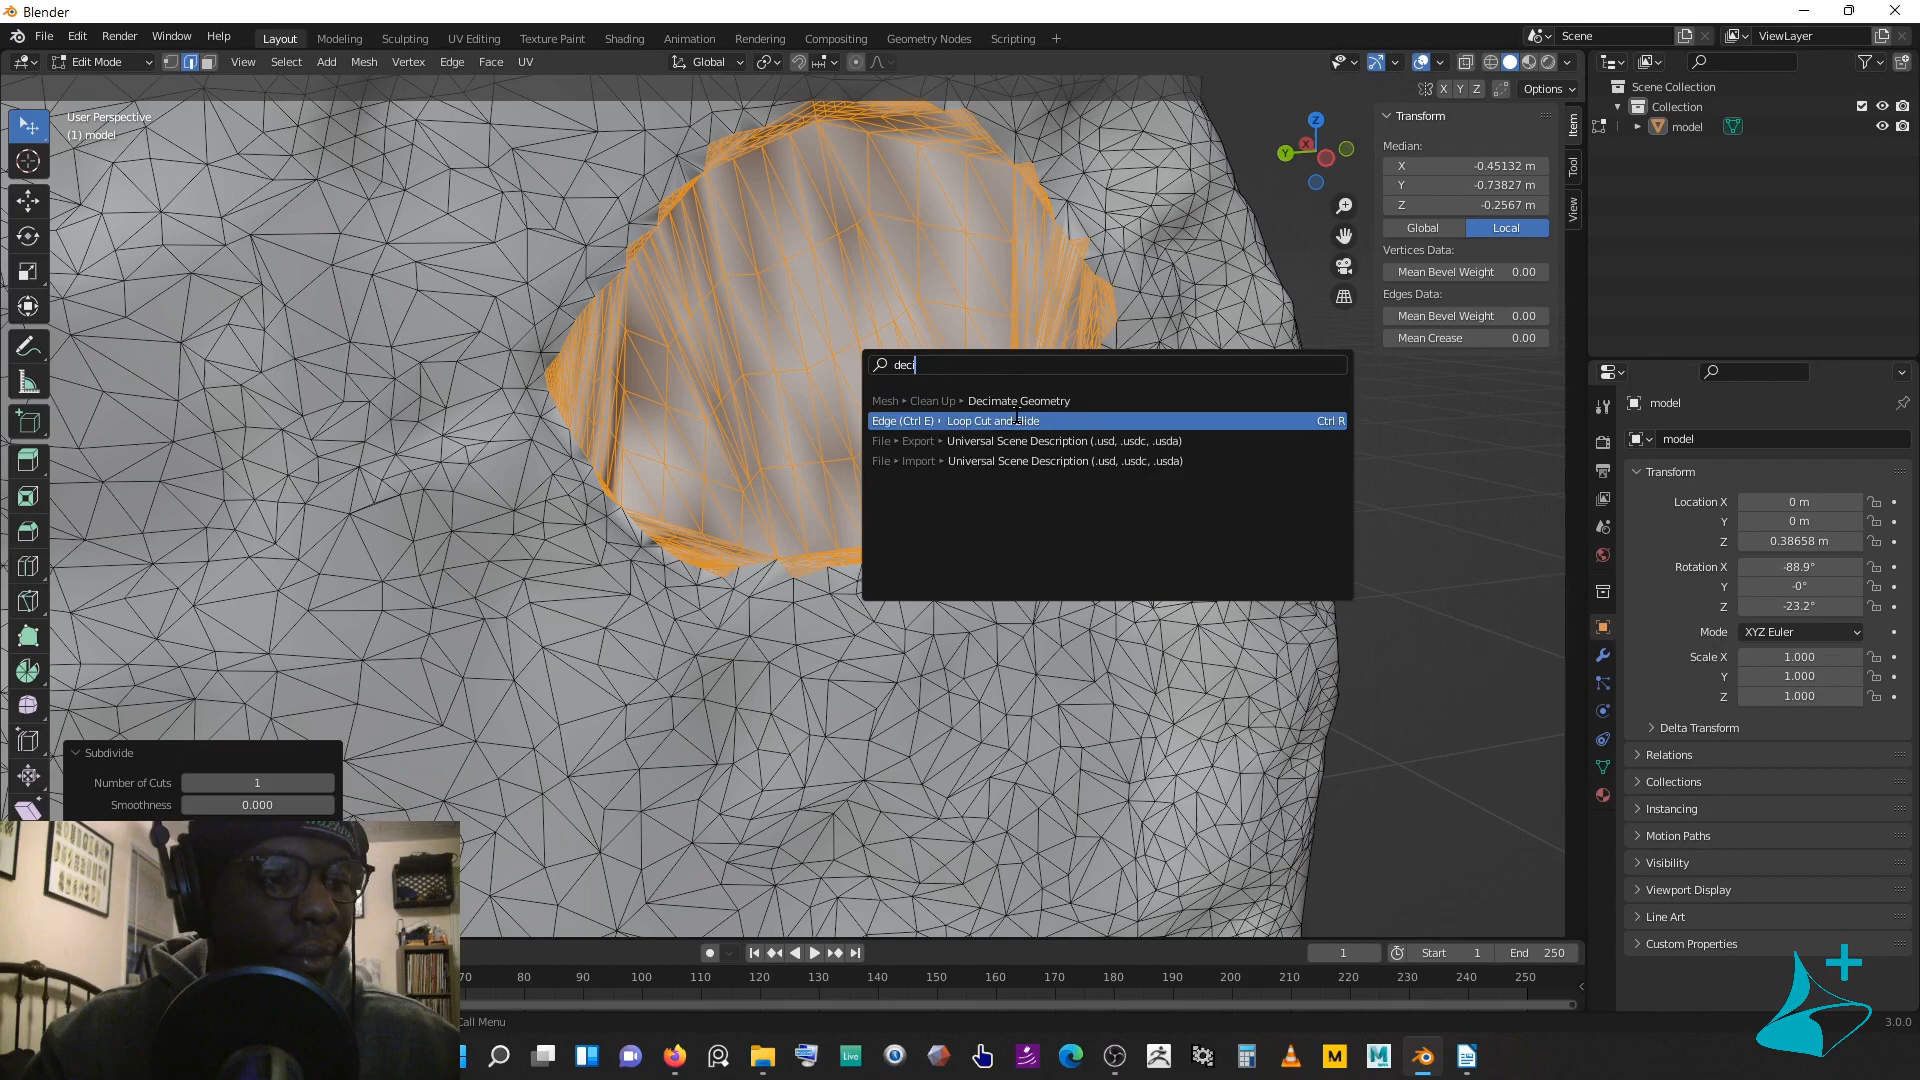 Blender
File Edit Render Window Help
Layout Modeling Sculpting UV Editing Texture Paint Shading Animation Rendering Compositing Geometry Nodes Scripting
Scene
ViewLayer
Edit Mode
View Select Add Mesh Vertex Edge Face UV
Global
X Y Z Options
User Perspective
(1) model
Z
X
Y
Item
Tool
View
Transform
Median:
X -0.45132 m
Y -0.73827 m
Z -0.2567 m
Global Local
Vertices Data:
Mean Bevel Weight 0.00
Edges Data:
Mean Bevel Weight 0.00
Mean Crease 0.00
deci
Mesh Clean Up Decimate Geometry
Edge (Ctrl E) Loop Cut and Slide Ctrl R
File Export Universal Scene Description (.usd, .usdc, .usda)
File Import Universal Scene Description (.usd, .usdc, .usda)
Subdivide
Number of Cuts 1
Smoothness 0.000
Scene Collection
Collection
model
model
model
Transform
Location X 0 m
Y 0 m
Z 0.38658 m
Rotation X -88.9°
Y -0°
Z -23.2°
Mode XYZ Euler
Scale X 1.000
Y 1.000
Z 1.000
Delta Transform
Relations
Collections
Instancing
Motion Paths
Visibility
Viewport Display
Line Art
Custom Properties
1 Start 1 End 250
70 80 90 100 110 120 130 140 150 160 170 180 190 200 210 220 230 240 250
Call Menu
3.0.0
Live
M
M